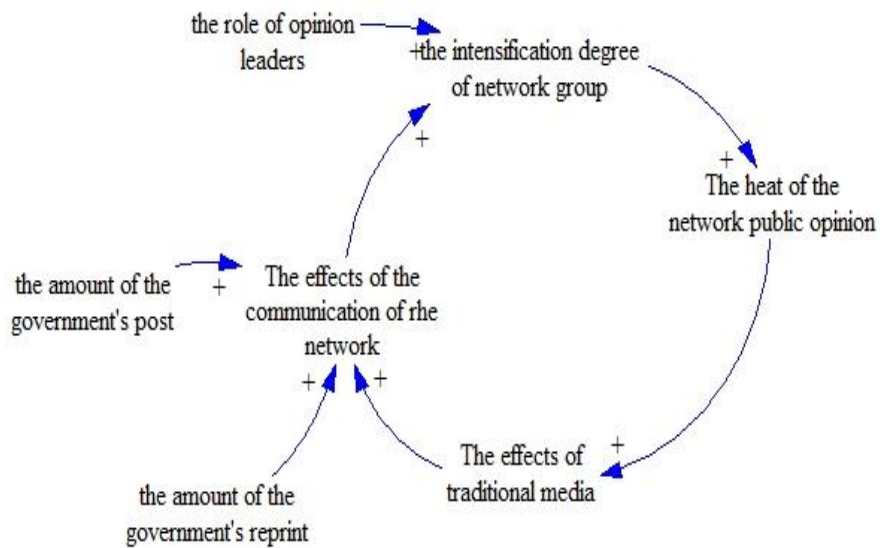 the role of opinion
leaders
+
the intensification degree
of network group
+
+
The heat of the
network public opinion
the amount of the
government's post
+
The effects of the
communication of rhe
network
+
+
+
The effects of
traditional media
the amount of the
government's reprint